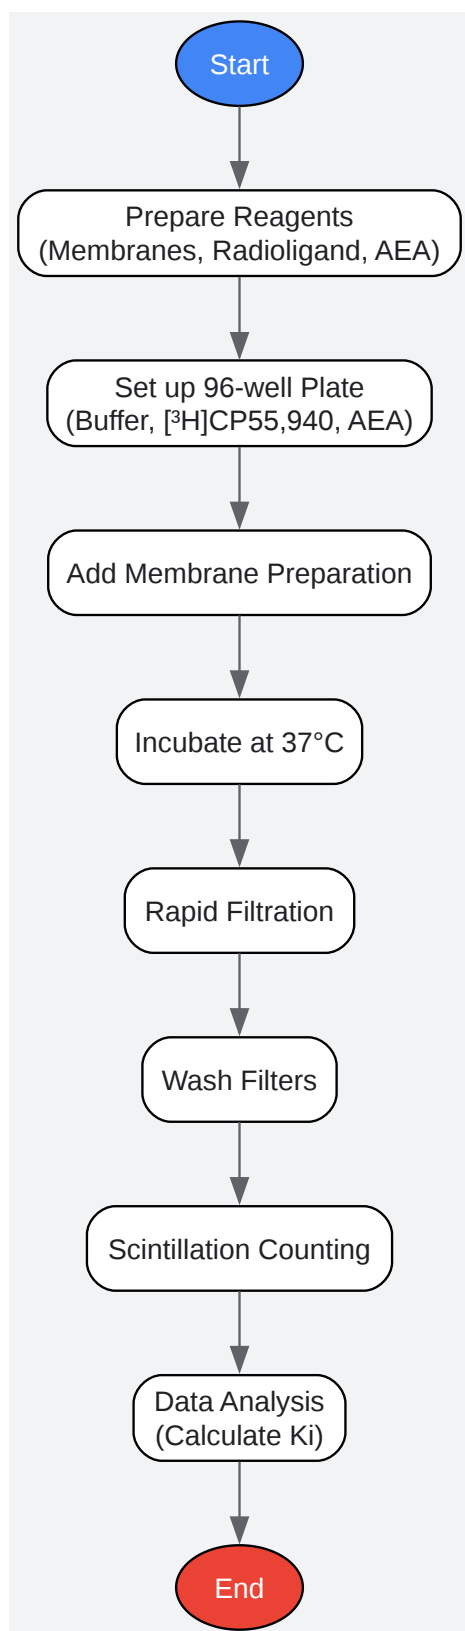 Start
Prepare Reagents
(Membranes, Radioligand, AEA)
Set up 96-well Plate
(Buffer, [³H]CP55,940, AEA)
Add Membrane Preparation
Incubate at 37°C
Rapid Filtration
Wash Filters
Scintillation Counting
Data Analysis
(Calculate Ki)
End